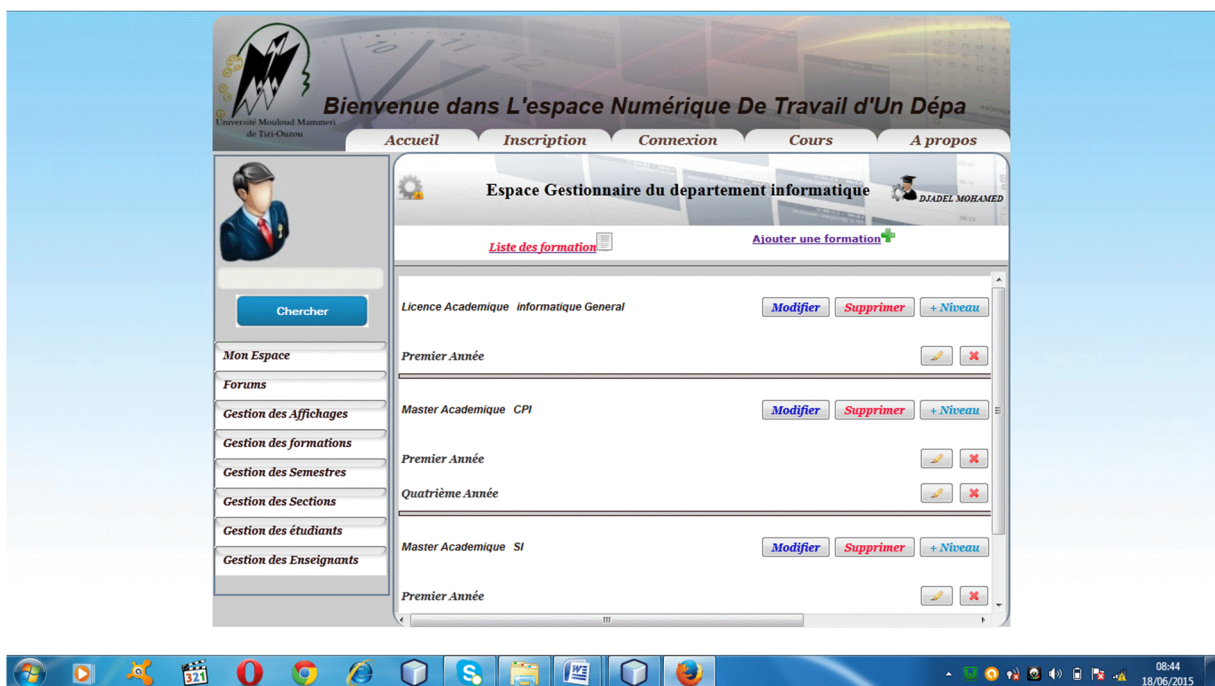 Bienvenue dans L'espace Numérique De Travail d'Un Dépa
Université Mouloud Mammeri
de Tizi-Ouzou
Accueil Inscription Connexion Cours A propos
Espace Gestionnaire du departement informatique
DJADEL MOHAMED
Liste des formation
Ajouter une formation
Chercher
Mon Espace
Forums
Gestion des Affichages
Gestion des formations
Gestion des Semestres
Gestion des Sections
Gestion des étudiants
Gestion des Enseignants
Licence Academique informatique General Modifier Supprimer + Niveau
Premier Année
Master Academique CPI Modifier Supprimer + Niveau
Premier Année
Quatrième Année
Master Academique SI Modifier Supprimer + Niveau
Premier Année
321
08:44
18/06/2015